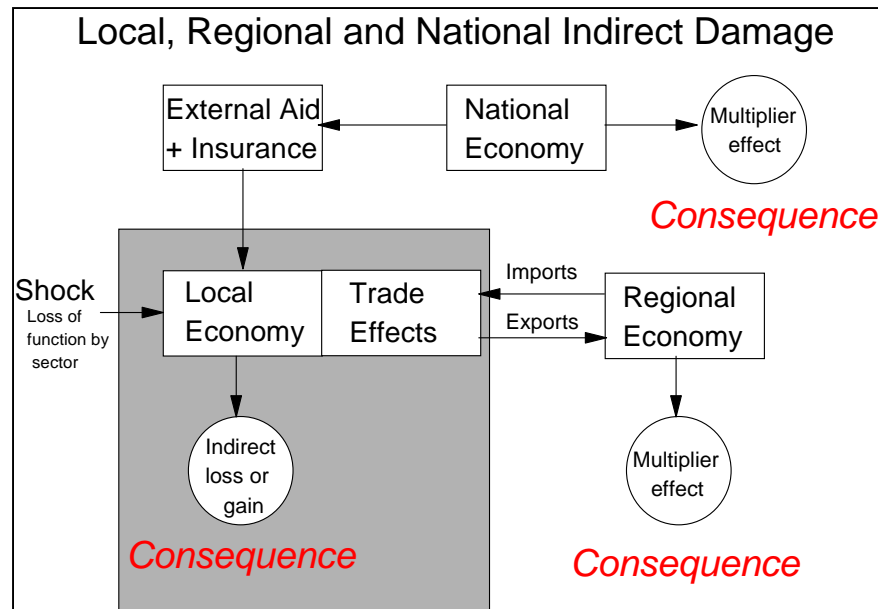 Local, Regional and National Indirect Damage
External Aid
+ Insurance
National
Economy
Multiplier
effect
Consequence
Shock
Loss of
function by
sector
Local
Economy
Trade
Effects
Imports
Exports
Regional
Economy
Indirect
loss or
gain
Consequence
Multiplier
effect
Consequence